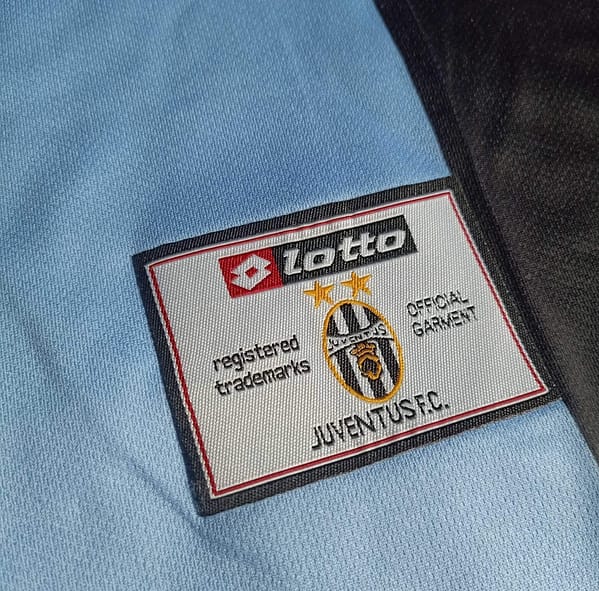 lotto
registered
trademarks
JUVENTUS
OFFICIAL
GARMENT
JUVENTUS F.C.